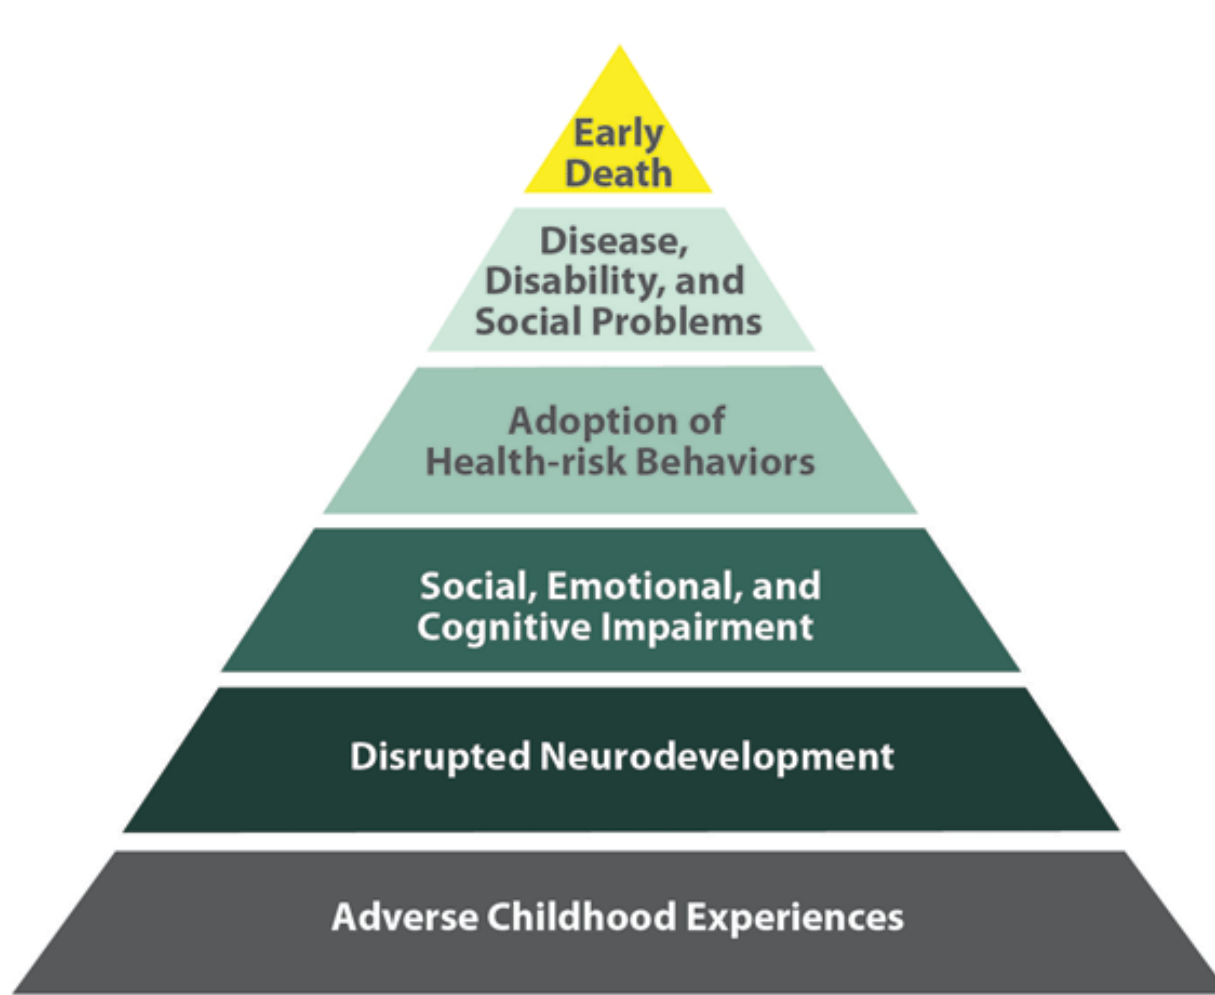 Early
Death
Disease,
Disability, and
Social Problems
Adoption of
Health-risk Behaviors
Social, Emotional, and
Cognitive Impairment
Disrupted Neurodevelopment
Adverse Childhood Experiences